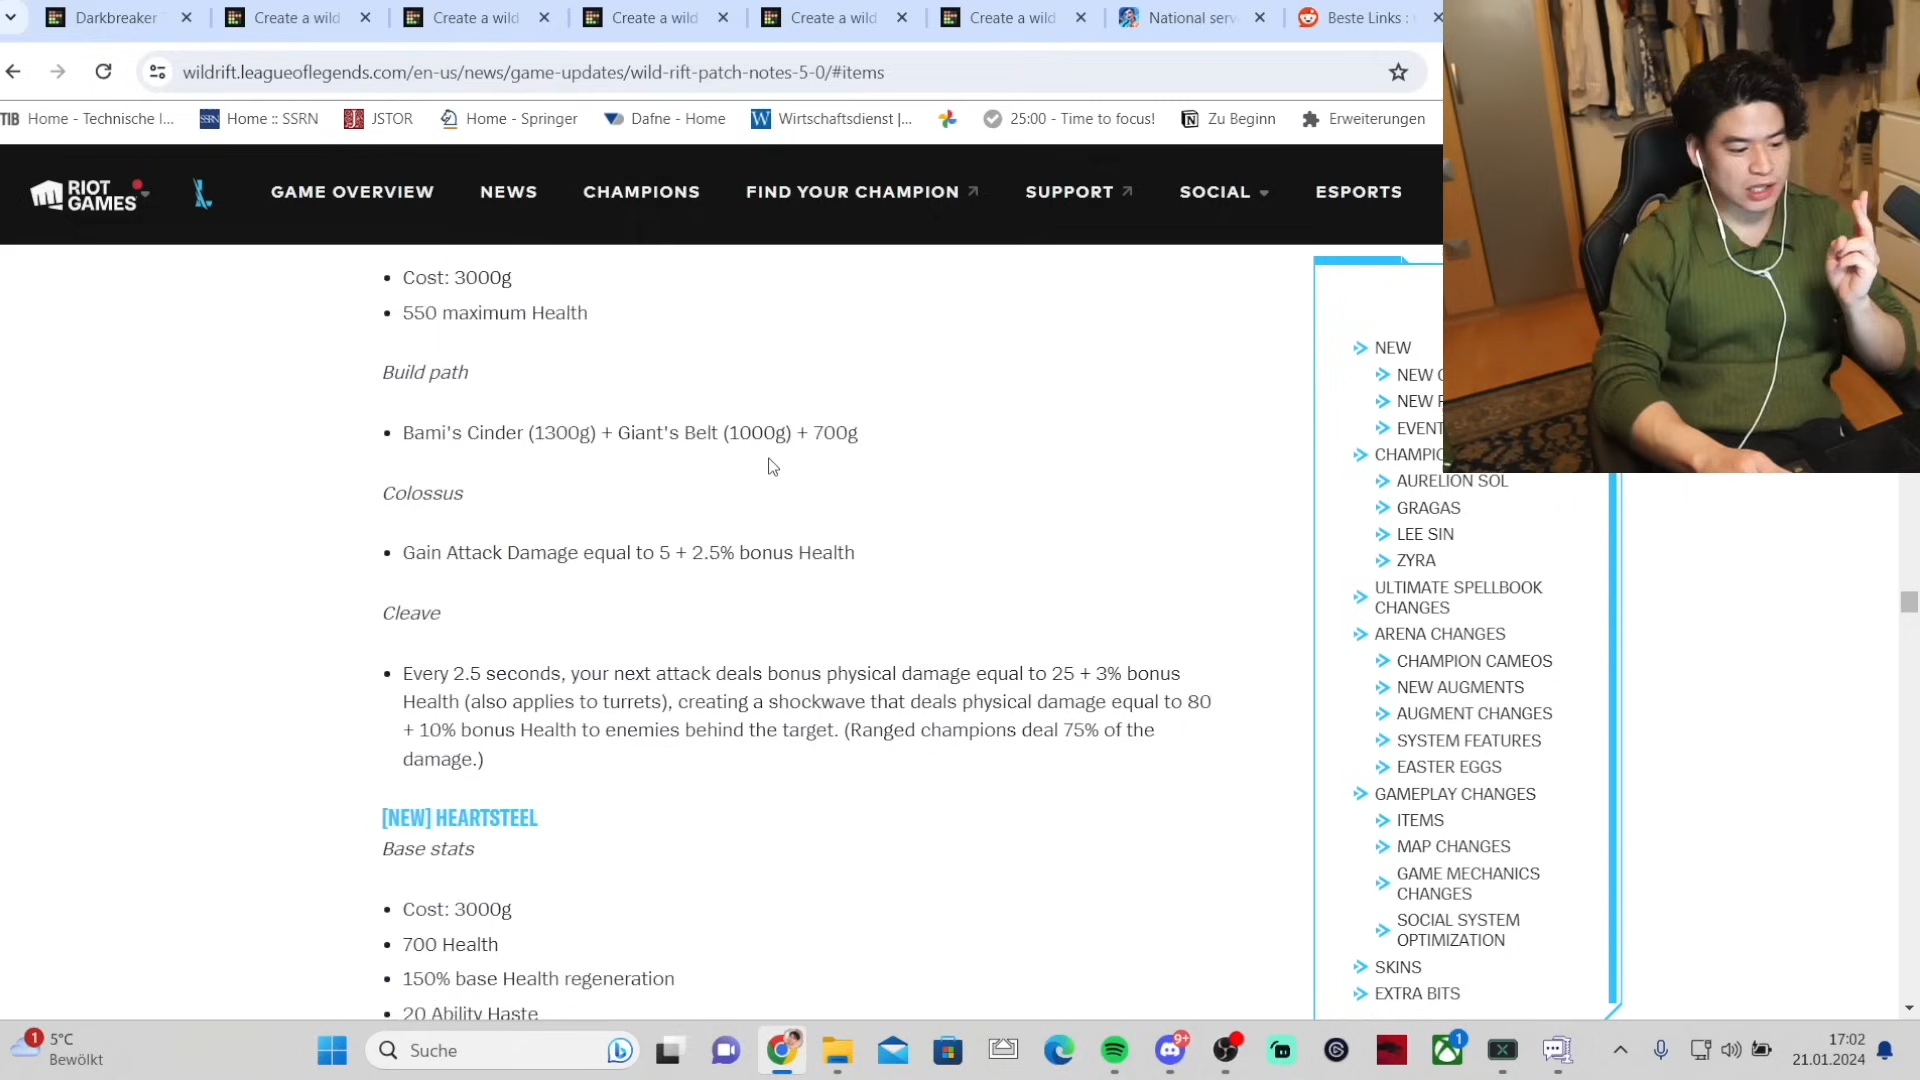 Darkbreaker
Create a wild
Create a wild
Create a wild
Create a wild
Create a wild
National serv
Beste Links :
wildrift.leagueoflegends.com/en-us/news/game-updates/wild-rift-patch-notes-5-0/#items
TIB Home - Technische I...
SSRN Home :: SSRN
JSTOR
Home - Springer
Dafne - Home
W Wirtschaftsdienst |...
25:00 - Time to focus!
Zu Beginn
Erweiterungen
RIOT GAMES
GAME OVERVIEW
NEWS
CHAMPIONS
FIND YOUR CHAMPION
SUPPORT
SOCIAL
ESPORTS
• Cost: 3000g
• 550 maximum Health
Build path
• Bami's Cinder (1300g) + Giant's Belt (1000g) + 700g
Colossus
• Gain Attack Damage equal to 5 + 2.5% bonus Health
Cleave
• Every 2.5 seconds, your next attack deals bonus physical damage equal to 25 + 3% bonus
Health (also applies to turrets), creating a shockwave that deals physical damage equal to 80
+ 10% bonus Health to enemies behind the target. (Ranged champions deal 75% of the
damage.)
[NEW] HEARTSTEEL
Base stats
• Cost: 3000g
• 700 Health
• 150% base Health regeneration
• 20 Ability Haste
NEW
NEW
NEW
EVENT
CHAMPIO
AURELION SOL
GRAGAS
LEE SIN
ZYRA
ULTIMATE SPELLBOOK
CHANGES
ARENA CHANGES
CHAMPION CAMEOS
NEW AUGMENTS
AUGMENT CHANGES
SYSTEM FEATURES
EASTER EGGS
GAMEPLAY CHANGES
ITEMS
MAP CHANGES
GAME MECHANICS
CHANGES
SOCIAL SYSTEM
OPTIMIZATION
SKINS
EXTRA BITS
1
5°C
Bewölkt
Suche
9+
1
17:02
21.01.2024